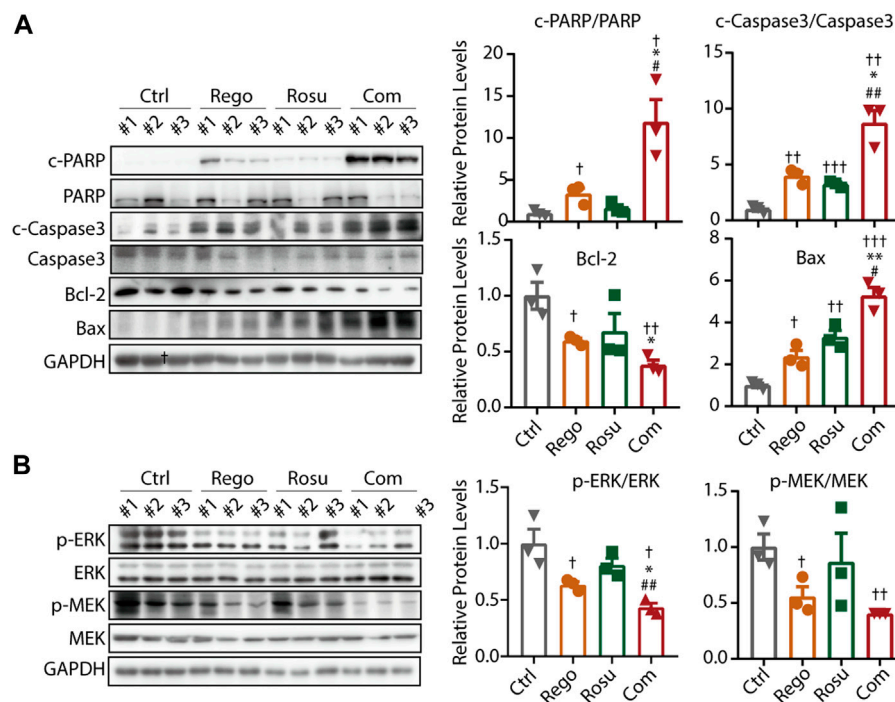 A
Ctrl Rego Rosu Com
#1 #2 #3 #1 #2 #3 #1 #2 #3 #1 #2 #3
c-PARP
PARP
c-Caspase3
Caspase3
Bcl-2
Bax
GAPDH †
c-PARP/PARP
Relative Protein Levels
20
15
10
5
0
†
†
*
#
c-Caspase3/Caspase3
15
10
5
0
††
†††
††
*
##
Bcl-2
Relative Protein Levels
1.5
1.0
0.5
0.0
†
††
*
Ctrl Rego Rosu Com
Bax
8
6
4
2
0
†
††
†††
**
#
Ctrl Rego Rosu Com
B
Ctrl Rego Rosu Com
#1 #2 #3 #1 #2 #3 #1 #2 #3 #1 #2 #3
p-ERK
ERK
p-MEK
MEK
GAPDH
p-ERK/ERK
Relative Protein Levels
1.5
1.0
0.5
0.0
†
†
*
##
Ctrl Rego Rosu Com
p-MEK/MEK
1.5
1.0
0.5
0.0
†
††
Ctrl Rego Rosu Com